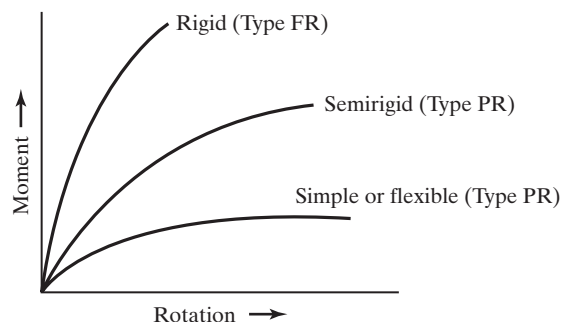 Rigid (Type FR)
Semirigid (Type PR)
Simple or flexible (Type PR)
Moment →
Rotation →